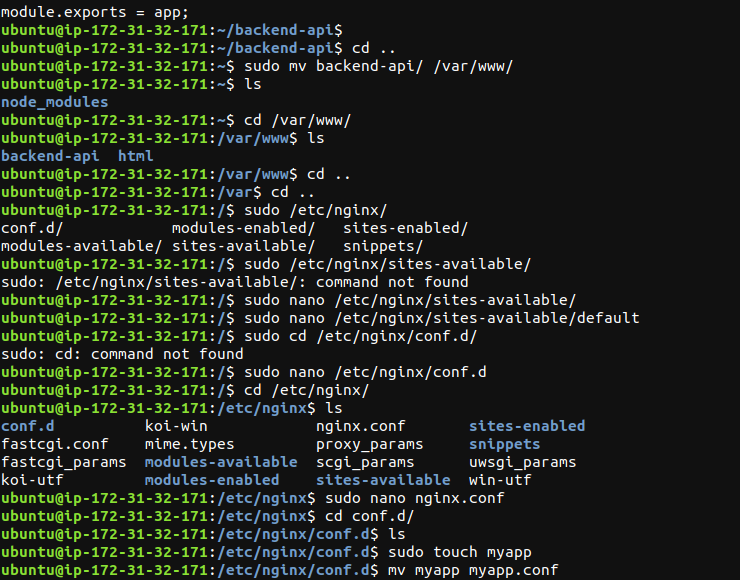 module.exports = app;
ubuntu@ip-172-31-32-171:~/backend-api$
ubuntu@ip-172-31-32-171:~/backend-api$ cd ..
ubuntu@ip-172-31-32-171:~$ sudo mv backend-api/ /var/www/
ubuntu@ip-172-31-32-171:~$ ls
node_modules
ubuntu@ip-172-31-32-171:~$ cd /var/www/
ubuntu@ip-172-31-32-171:/var/www$ ls
backend-api  html
ubuntu@ip-172-31-32-171:/var/www$ cd ..
ubuntu@ip-172-31-32-171:/var$ cd ..
ubuntu@ip-172-31-32-171:/$ sudo /etc/nginx/
conf.d/            modules-enabled/   sites-enabled/
modules-available/ sites-available/   snippets/
ubuntu@ip-172-31-32-171:/$ sudo /etc/nginx/sites-available/
sudo: /etc/nginx/sites-available/: command not found
ubuntu@ip-172-31-32-171:/$ sudo nano /etc/nginx/sites-available/
ubuntu@ip-172-31-32-171:/$ sudo nano /etc/nginx/sites-available/default
ubuntu@ip-172-31-32-171:/$ sudo cd /etc/nginx/conf.d/
sudo: cd: command not found
ubuntu@ip-172-31-32-171:/$ sudo nano /etc/nginx/conf.d
ubuntu@ip-172-31-32-171:/$ cd /etc/nginx/
ubuntu@ip-172-31-32-171:/etc/nginx$ ls
conf.d          koi-win            nginx.conf       sites-enabled
fastcgi.conf    mime.types         proxy_params     snippets
fastcgi_params  modules-available  scgi_params      uwsgi_params
koi-utf         modules-enabled    sites-available  win-utf
ubuntu@ip-172-31-32-171:/etc/nginx$ sudo nano nginx.conf
ubuntu@ip-172-31-32-171:/etc/nginx$ cd conf.d/
ubuntu@ip-172-31-32-171:/etc/nginx/conf.d$ ls
ubuntu@ip-172-31-32-171:/etc/nginx/conf.d$ sudo touch myapp
ubuntu@ip-172-31-32-171:/etc/nginx/conf.d$ mv myapp myapp.conf